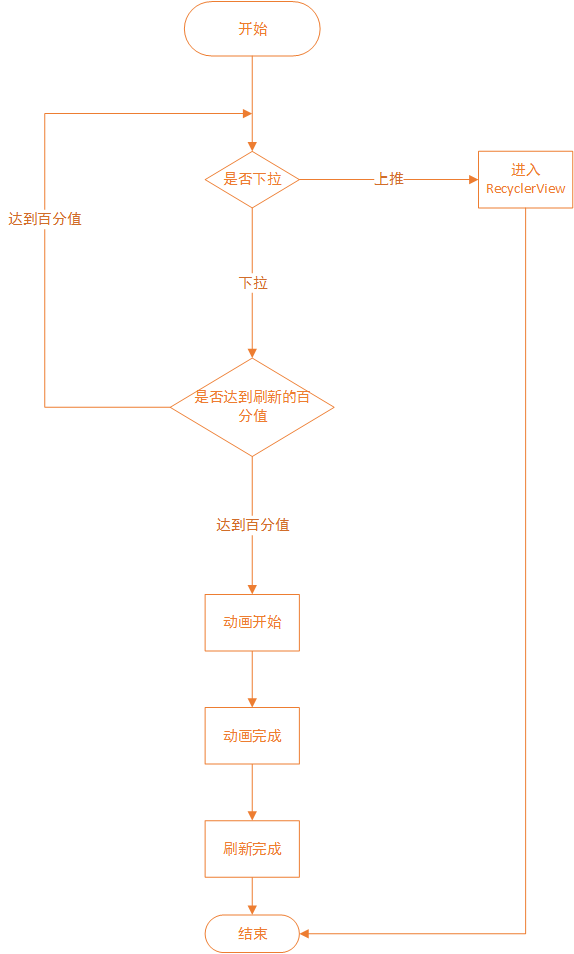 开始
是否下拉
上推
进入
RecyclerView
达到百分值
下拉
是否达到刷新的百
分值
达到百分值
动画开始
动画完成
刷新完成
结束